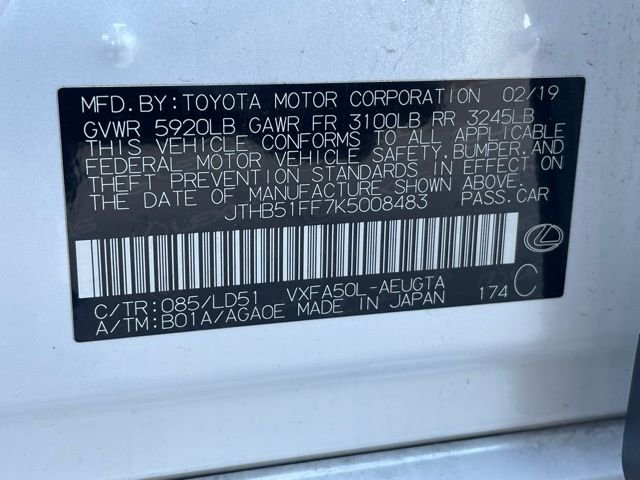 MFD.BY:TOYOTA MOTOR CORPORATION 02/19
GVWR 5920LB GAWR FR 3100LB RR 3245LB
THIS VEHICLE CONFORMS TO ALL APPLICABLE
FEDERAL MOTOR VEHICLE SAFETY,BUMPER,AND
THEFT PREVENTION STANDARDS IN EFFECT ON
THE DATE OF MANUFACTURE SHOWN ABOVE.
JTHB51FF7K5008483 PASS.CAR
C/TR:085/LD51 VXFA50L-AEUGTA
A/TM:B01A/AGA0E MADE IN JAPAN 174 C